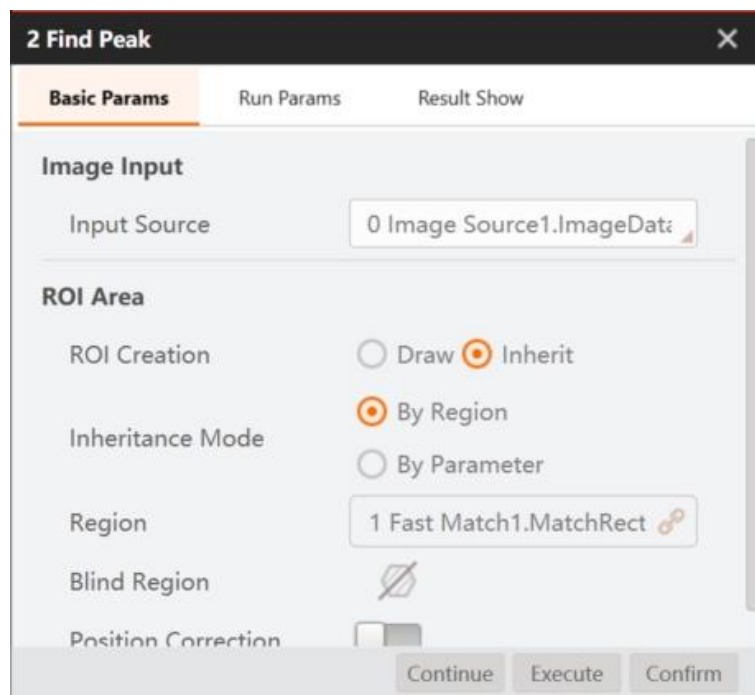 2 Find Peak
Basic Params Run Params Result Show
Image Input
Input Source 0 Image Source1.ImageData
ROI Area
ROI Creation Draw Inherit
Inheritance Mode By Region
By Parameter
Region 1 Fast Match1.MatchRect
Blind Region
Position Correction
Continue Execute Confirm